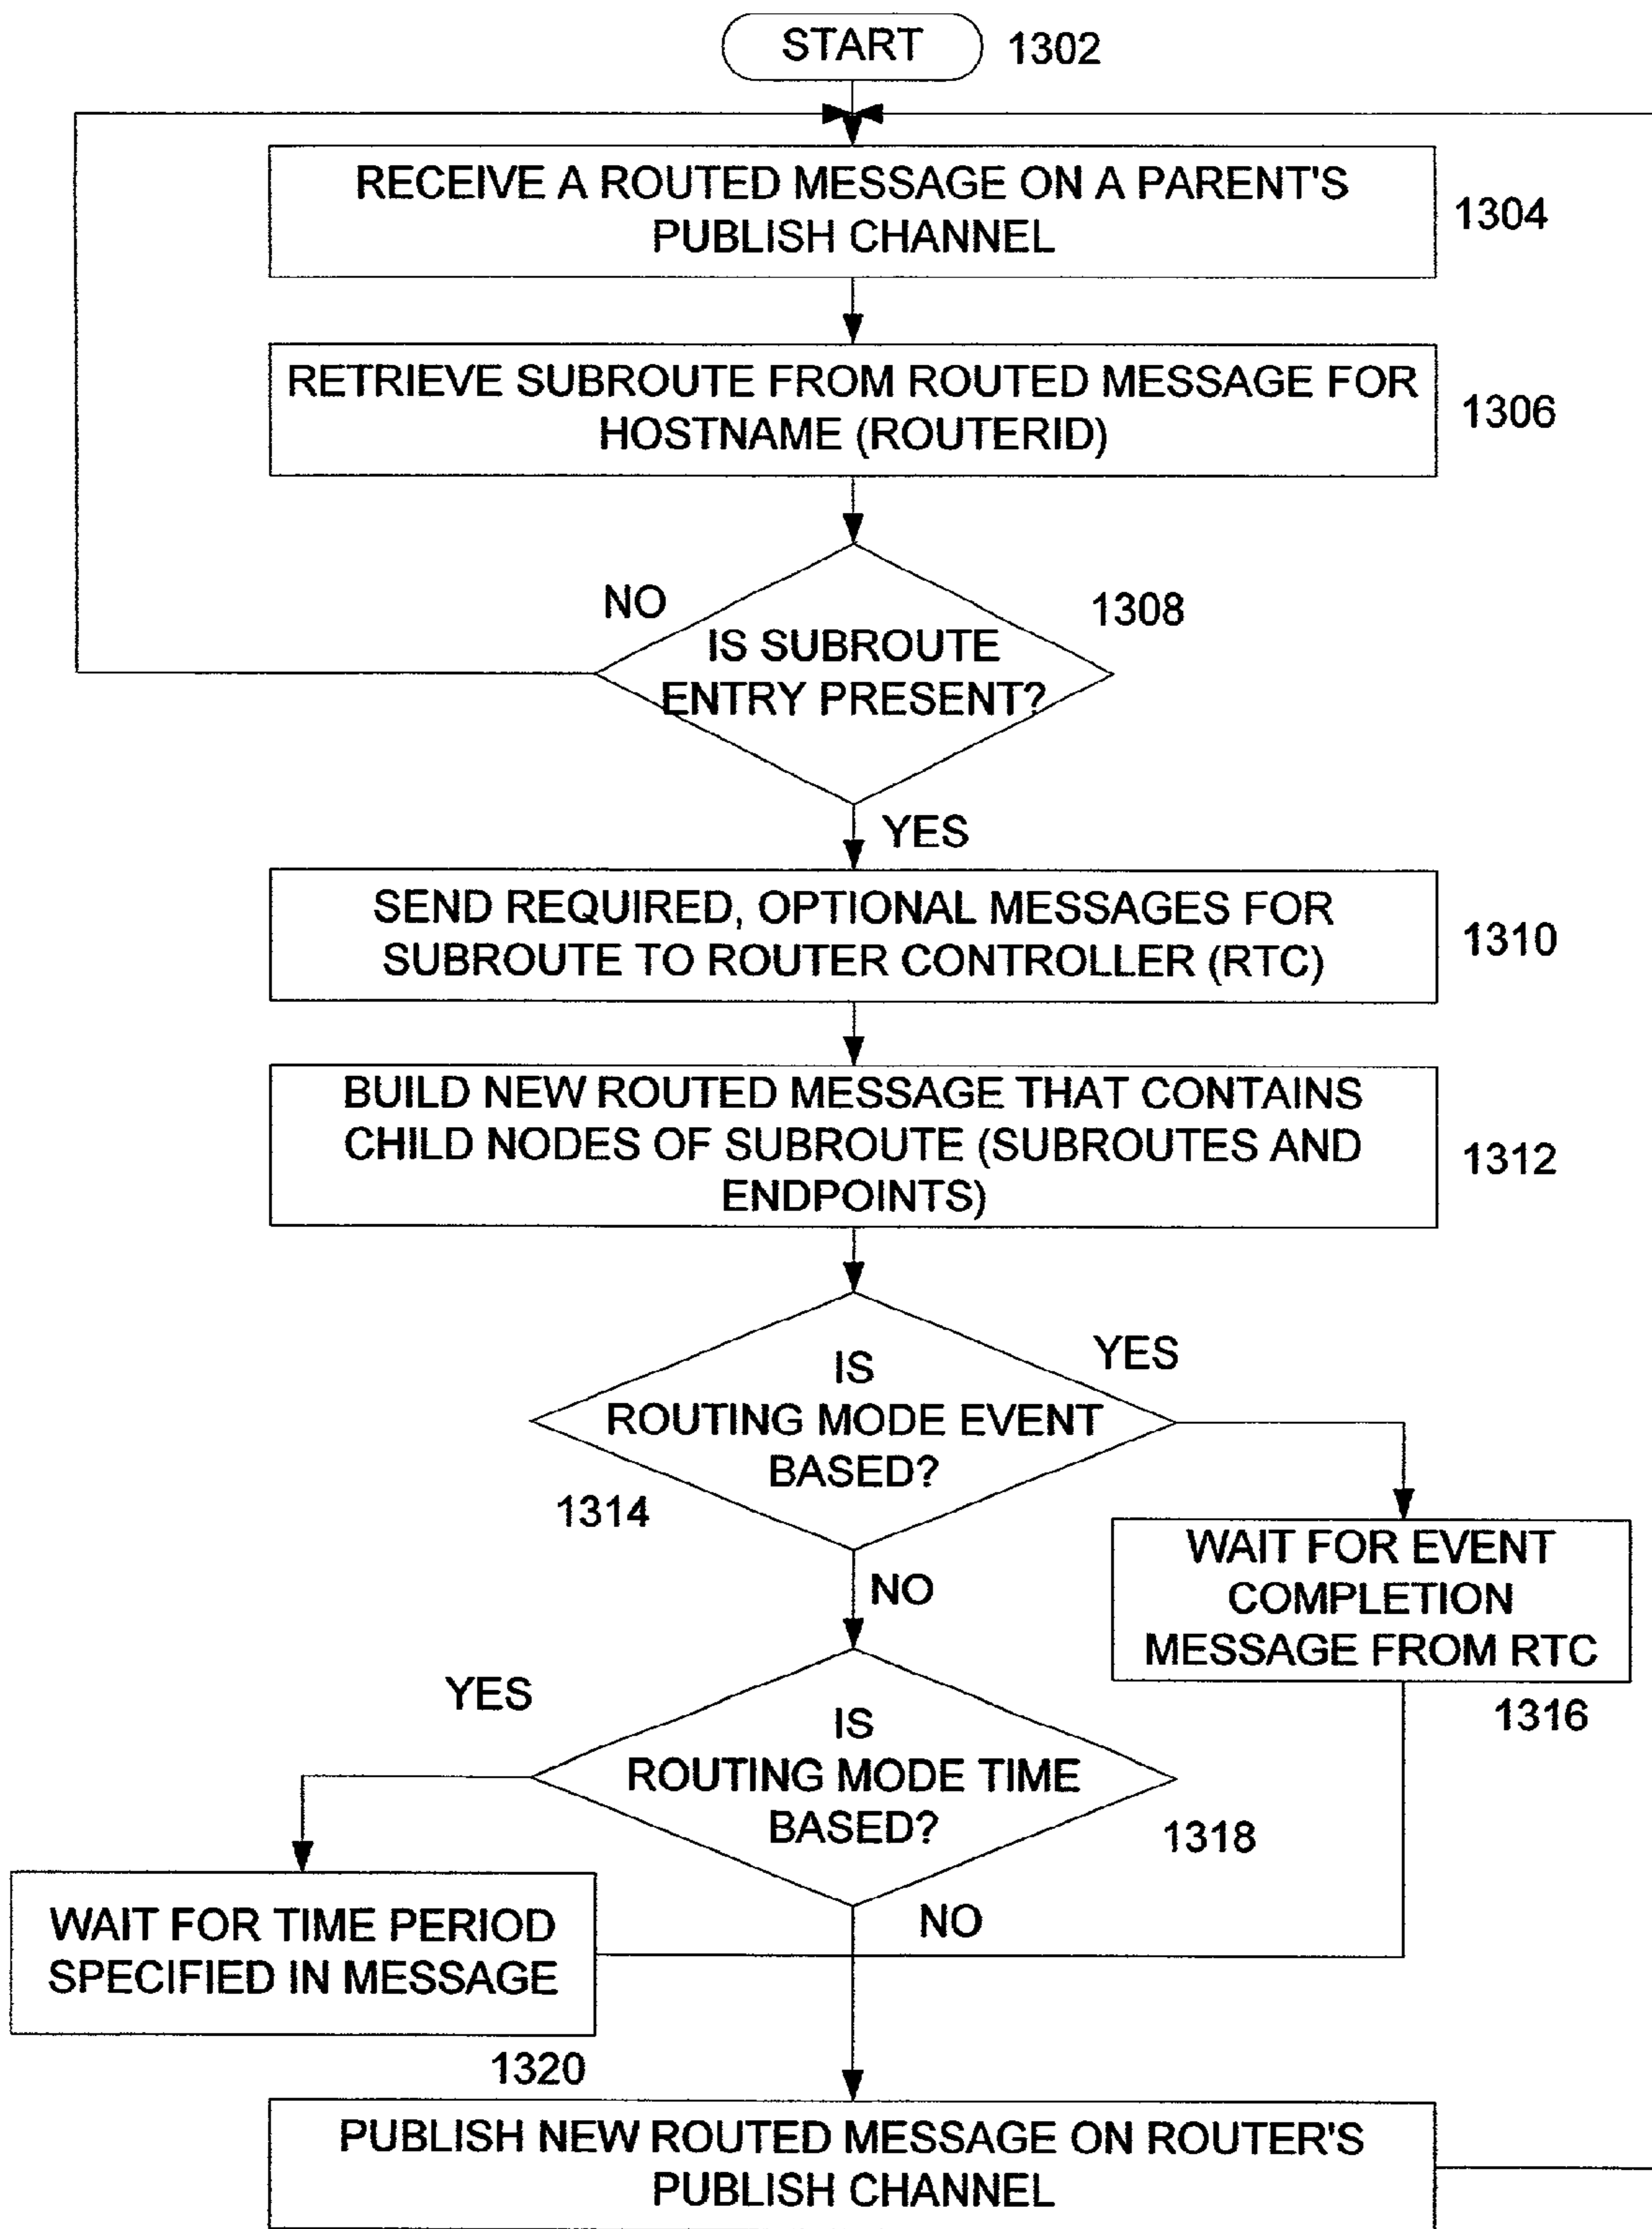 START
1302
RECEIVE A ROUTED MESSAGE ON A PARENT'S
PUBLISH CHANNEL
1304
RETRIEVE SUBROUTE FROM ROUTED MESSAGE FOR
HOSTNAME (ROUTERID)
1306
NO
1308
IS SUBROUTE
ENTRY PRESENT?
YES
SEND REQUIRED, OPTIONAL MESSAGES FOR
SUBROUTE TO ROUTER CONTROLLER (RTC)
1310
BUILD NEW ROUTED MESSAGE THAT CONTAINS
CHILD NODES OF SUBROUTE (SUBROUTES AND
ENDPOINTS)
1312
YES
IS
ROUTING MODE EVENT
BASED?
1314
NO
WAIT FOR EVENT
COMPLETION
MESSAGE FROM RTC
1316
YES
IS
ROUTING MODE TIME
BASED?
1318
NO
WAIT FOR TIME PERIOD
SPECIFIED IN MESSAGE
1320
PUBLISH NEW ROUTED MESSAGE ON ROUTER'S
PUBLISH CHANNEL